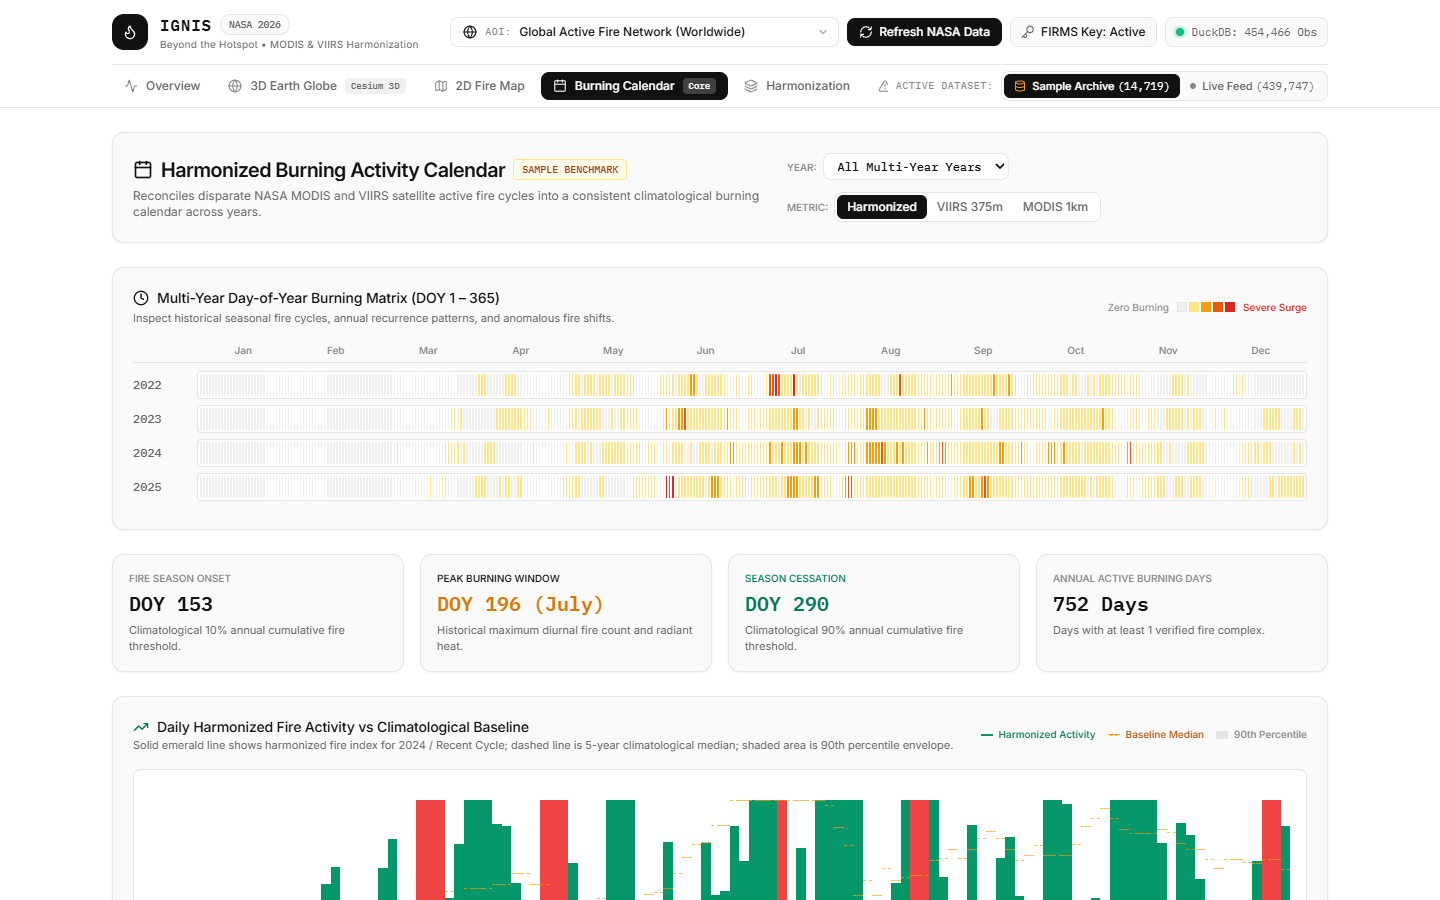 IGNIS NASA 2026
Beyond the Hotspot • MODIS & VIIRS Harmonization
AOI: Global Active Fire Network (Worldwide)
Refresh NASA Data
FIRMS Key: Active
DuckDB: 454,466 Obs
Overview
3D Earth Globe Cesium 3D
2D Fire Map
Burning Calendar Core
Harmonization
ACTIVE DATASET:
Sample Archive (14,719)
Live Feed (439,747)
Harmonized Burning Activity Calendar SAMPLE BENCHMARK
Reconciles disparate NASA MODIS and VIIRS satellite active fire cycles into a consistent climatological burning
calendar across years.
YEAR: All Multi-Year Years
METRIC: Harmonized VIIRS 375m MODIS 1km
Multi-Year Day-of-Year Burning Matrix (DOY 1 – 365)
Inspect historical seasonal fire cycles, annual recurrence patterns, and anomalous fire shifts.
Zero Burning Severe Surge
Jan Feb Mar Apr May Jun Jul Aug Sep Oct Nov Dec
2022
2023
2024
2025
FIRE SEASON ONSET
DOY 153
Climatological 10% annual cumulative fire
threshold.
PEAK BURNING WINDOW
DOY 196 (July)
Historical maximum diurnal fire count and radiant
heat.
SEASON CESSATION
DOY 290
Climatological 90% annual cumulative fire
threshold.
ANNUAL ACTIVE BURNING DAYS
752 Days
Days with at least 1 verified fire complex.
Daily Harmonized Fire Activity vs Climatological Baseline
Solid emerald line shows harmonized fire index for 2024 / Recent Cycle; dashed line is 5-year climatological median; shaded area is 90th percentile envelope.
Harmonized Activity Baseline Median 90th Percentile